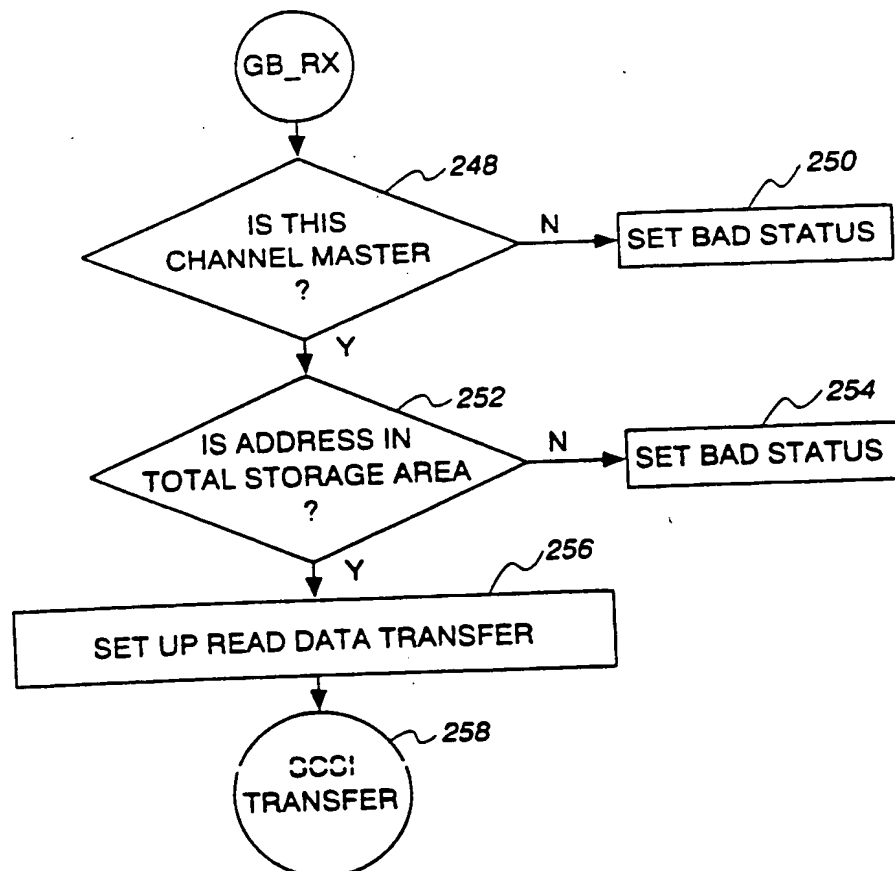 GB_RX
248
IS THIS
CHANNEL MASTER
?
N
250
SET BAD STATUS
Y
252
IS ADDRESS IN
TOTAL STORAGE AREA
?
N
254
SET BAD STATUS
Y
256
SET UP READ DATA TRANSFER
258
SCSI
TRANSFER